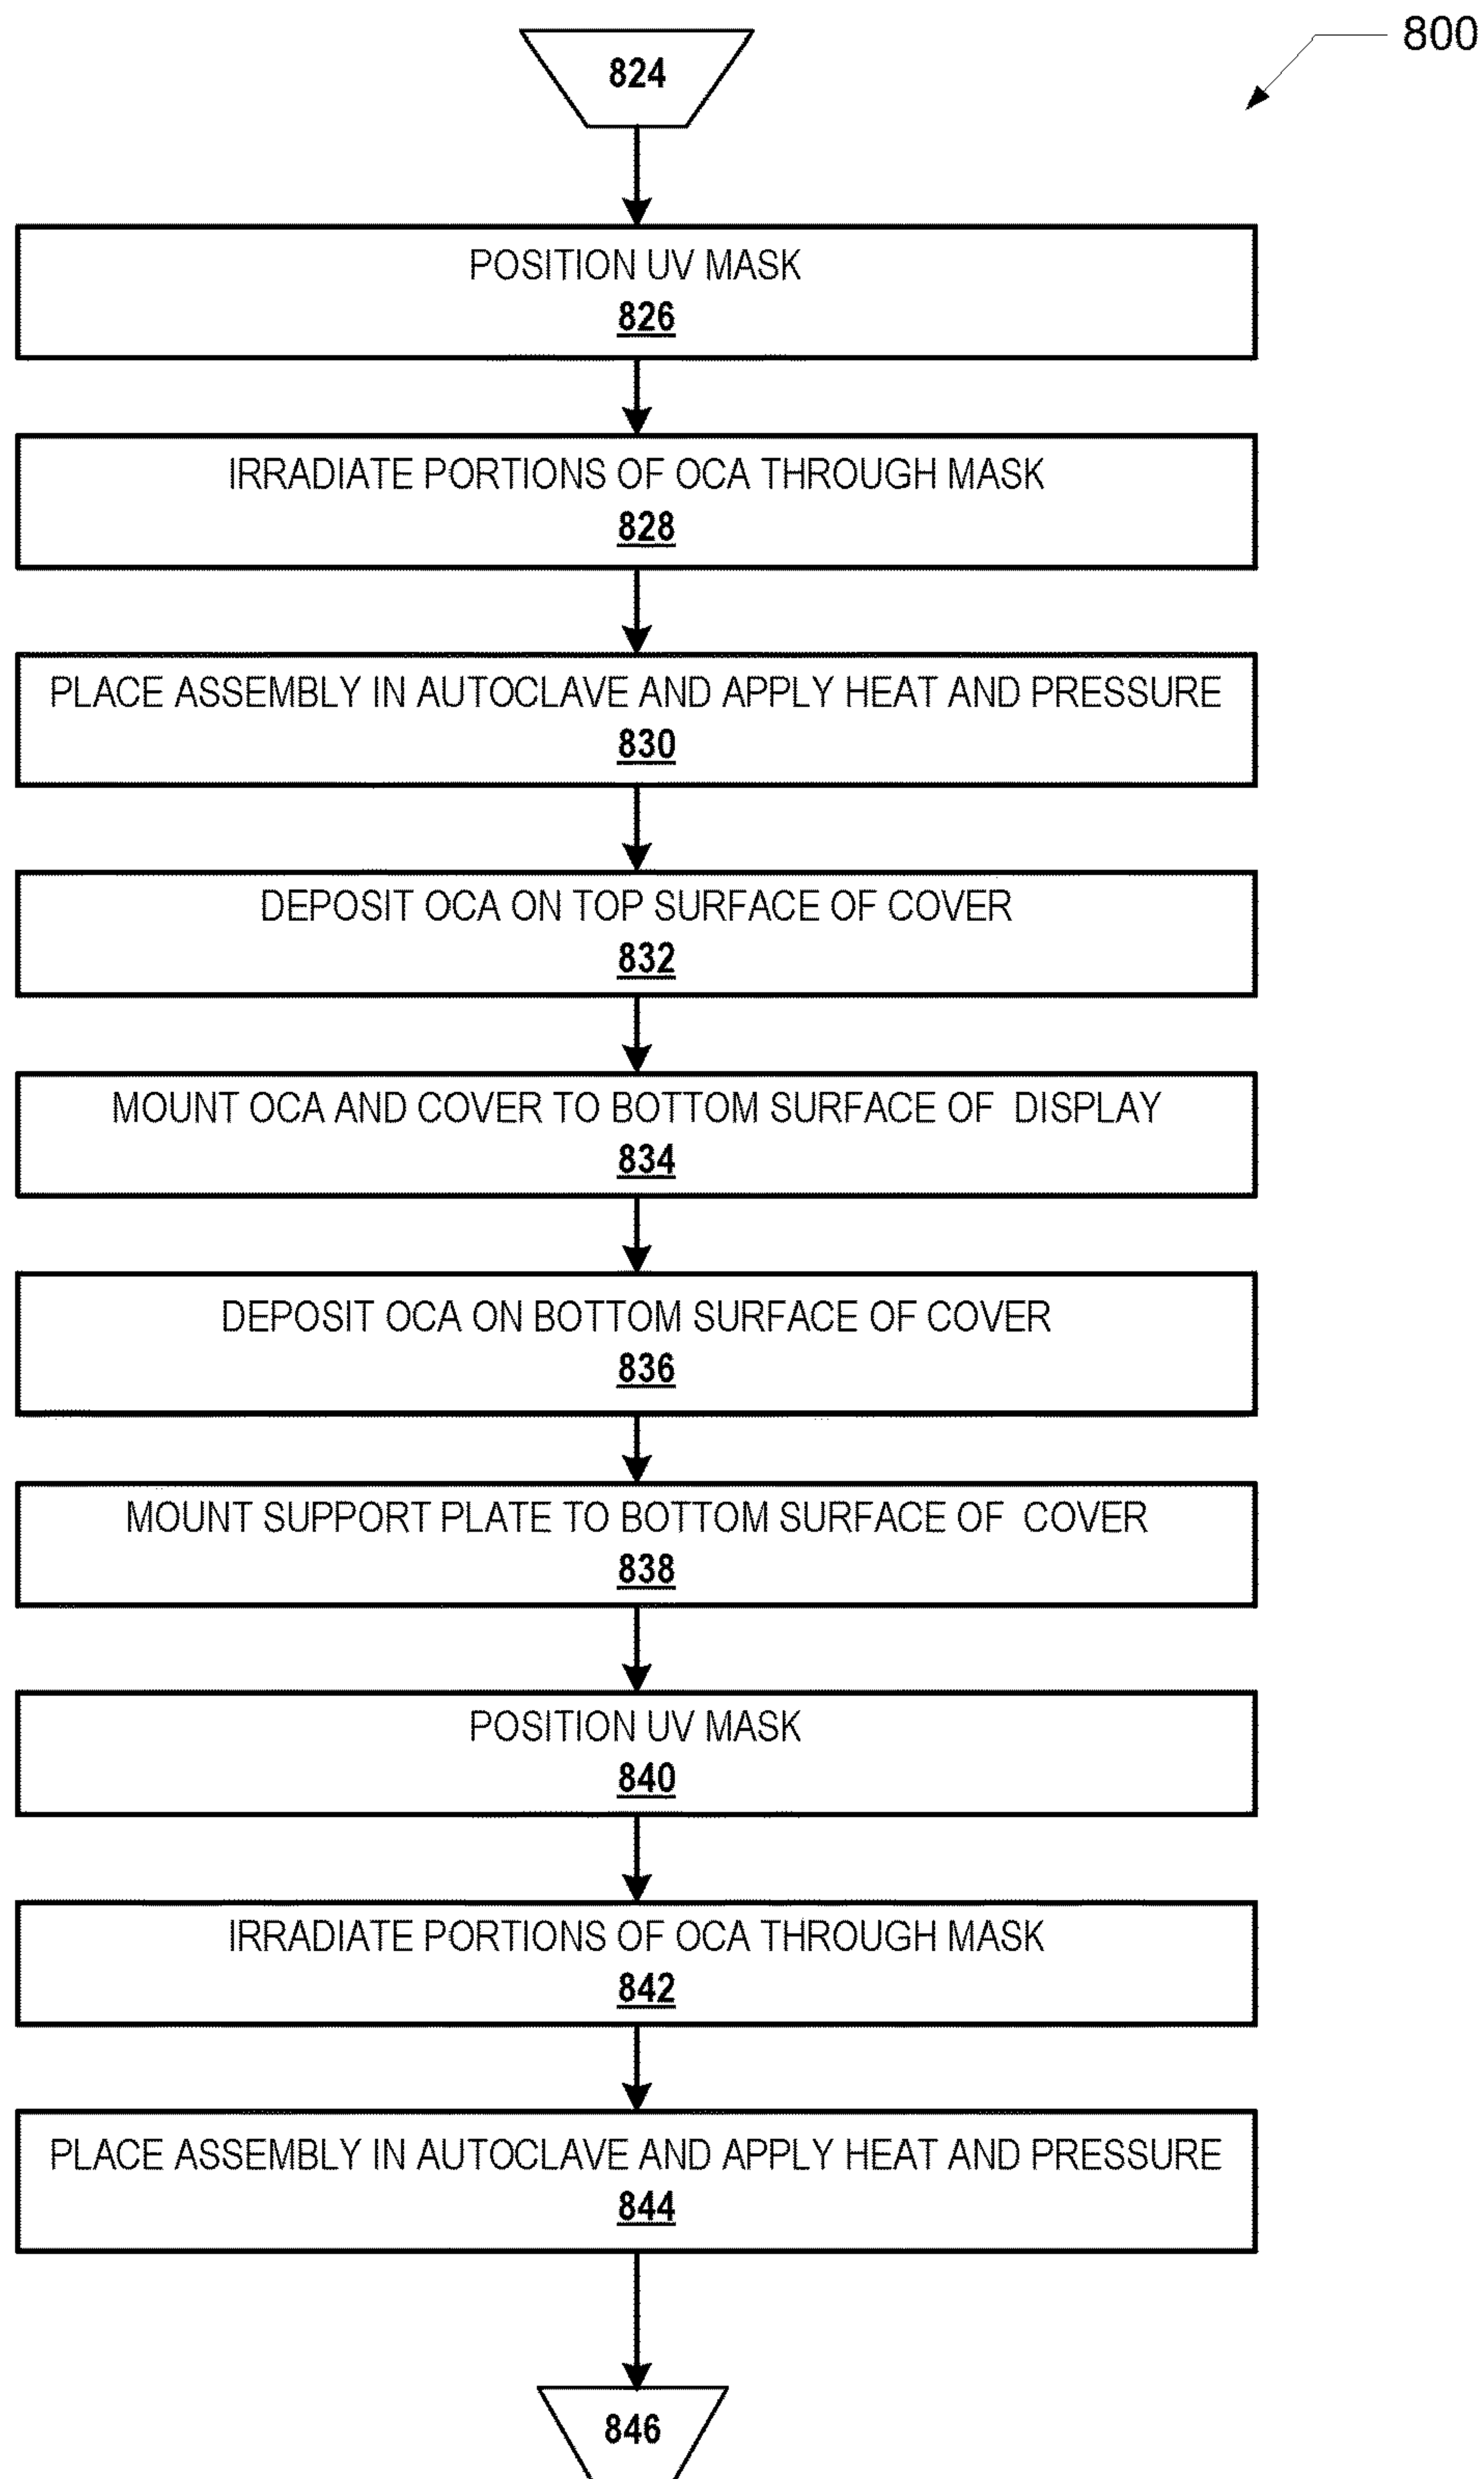 800
824
POSITION UV MASK
826
IRRADIATE PORTIONS OF OCA THROUGH MASK
828
PLACE ASSEMBLY IN AUTOCLAVE AND APPLY HEAT AND PRESSURE
830
DEPOSIT OCA ON TOP SURFACE OF COVER
832
MOUNT OCA AND COVER TO BOTTOM SURFACE OF DISPLAY
834
DEPOSIT OCA ON BOTTOM SURFACE OF COVER
836
MOUNT SUPPORT PLATE TO BOTTOM SURFACE OF COVER
838
POSITION UV MASK
840
IRRADIATE PORTIONS OF OCA THROUGH MASK
842
PLACE ASSEMBLY IN AUTOCLAVE AND APPLY HEAT AND PRESSURE
844
846